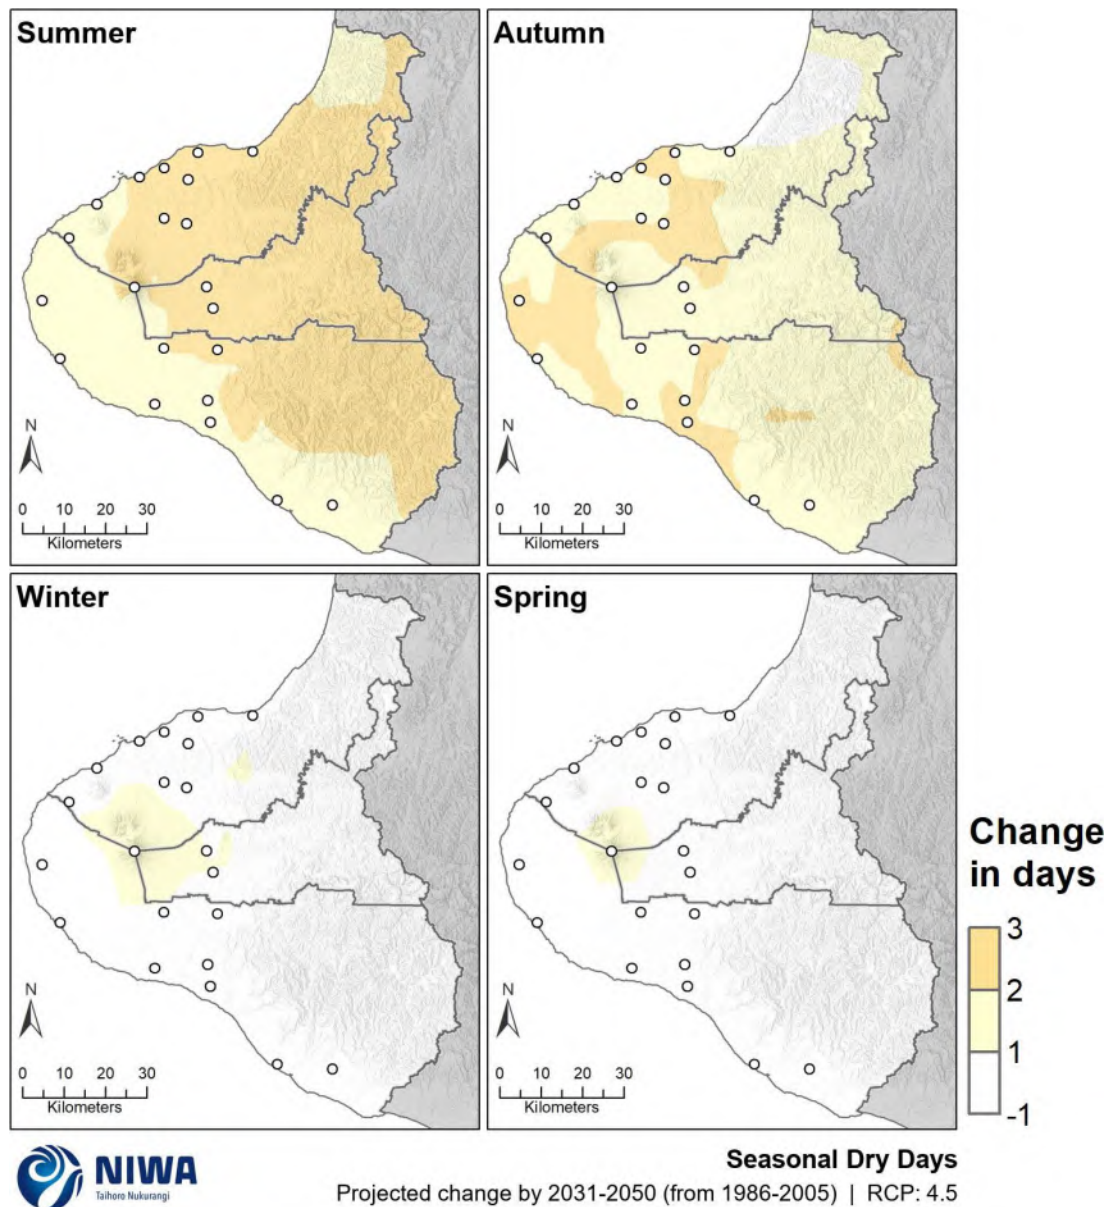 Summer
Autumn
N
0 10 20 30
Kilometers
N
0 10 20 30
Kilometers
Winter
Spring
N
0 10 20 30
Kilometers
N
0 10 20 30
Kilometers
Change
in days
3
2
1
-1
NIWA
Taihoro Nukurangi
Seasonal Dry Days
Projected change by 2031-2050 (from 1986-2005) | RCP: 4.5